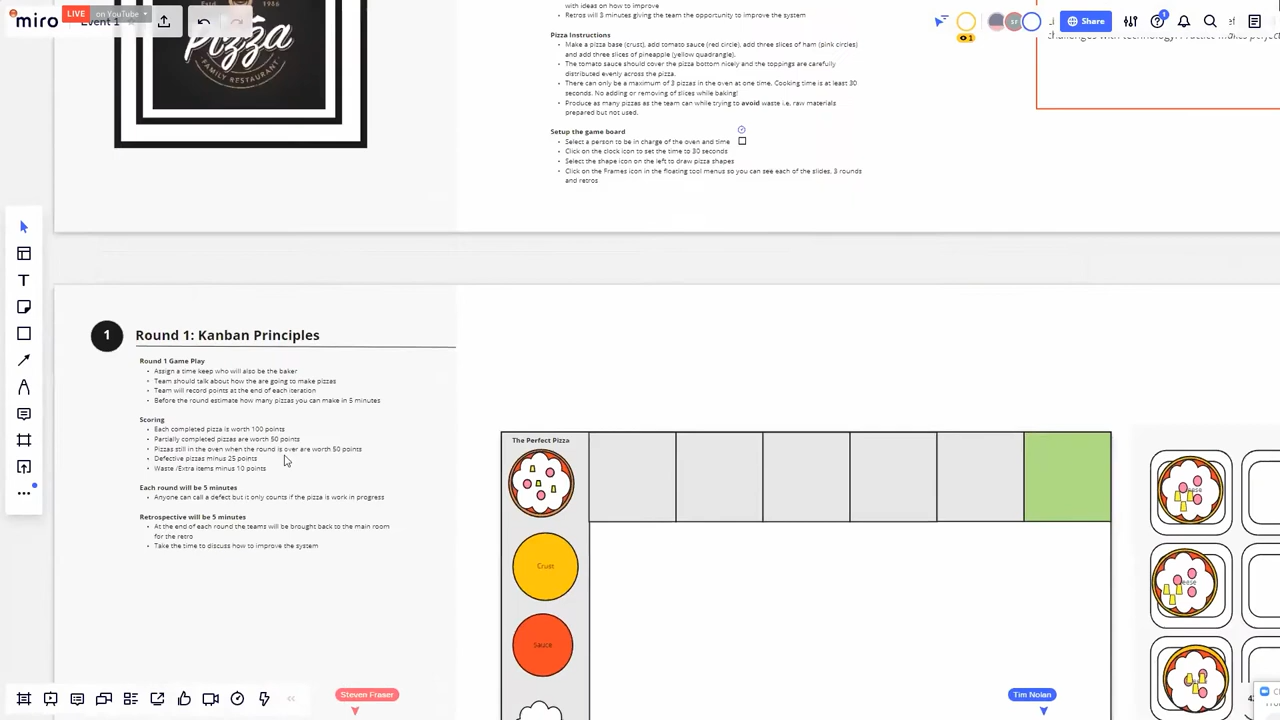 miro
LIVE on YouTube
Event 1
Estd 1986
Pizza
FAMILY RESTAURANT
with ideas on how to improve
Retros will 3 minutes giving the team the opportunity to improve the system
Pizza Instructions
Make a pizza base (crust), add tomato sauce (red circle), add three slices of ham (pink circles)
and add three slices of pineapple (yellow quadrangle).
The tomato sauce should cover the pizza bottom nicely and the toppings are carefully
distributed evenly across the pizza.
There can only be a maximum of 3 pizzas in the oven at one time. Cooking time is at least 30
seconds. No adding or removing of slices while baking!
Produce as many pizzas as the team can while trying to avoid waste i.e, raw materials
prepared but not used.
Setup the game board
Select a person to be in charge of the oven and time
Click on the clock icon to set the time to 30 seconds
Select the shape icon on the left to draw pizza shapes
Click on the Frames icon in the floating tool menus so you can see each of the slides, 3 rounds
and retros
SR
1
Share
1
1 Round 1: Kanban Principles
Round 1 Game Play
Assign a time keep who will also be the baker
Team should talk about how the are going to make pizzas
Team will record points at the end of each iteration
Before the round estimate how many pizzas you can make in 5 minutes
Scoring
Each completed pizza is worth 100 points
Partially completed pizzas are worth 50 points
Pizzas still in the oven when the round is over are worth 50 points
Defective pizzas minus 25 points
Waste /Extra items minus 10 points
Each round will be 5 minutes
Anyone can call a defect but it only counts if the pizza is work in progress
Retrospective will be 5 minutes
At the end of each round the teams will be brought back to the main room
for the retro
Take the time to discuss how to improve the system
The Perfect Pizza
Crust
Sauce
Steven Fraser
Tim Nolan